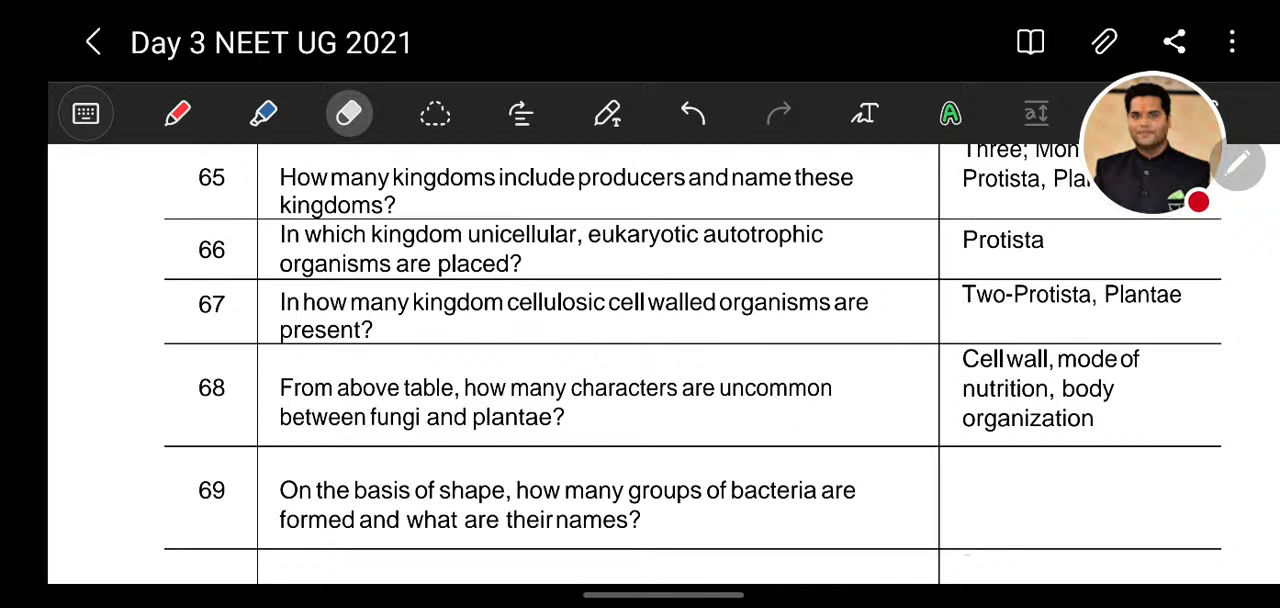 Day 3 NEET UG 2021
Three; Mon
65
How many kingdoms include producers and name these
kingdoms?
Protista, Pla
66
In which kingdom unicellular, eukaryotic autotrophic
organisms are placed?
Protista
67
In how many kingdom cellulosic cell walled organisms are
present?
Two-Protista, Plantae
68
From above table, how many characters are uncommon
between fungi and plantae?
Cell wall, mode of
nutrition, body
organization
69
On the basis of shape, how many groups of bacteria are
formed and what are their names?